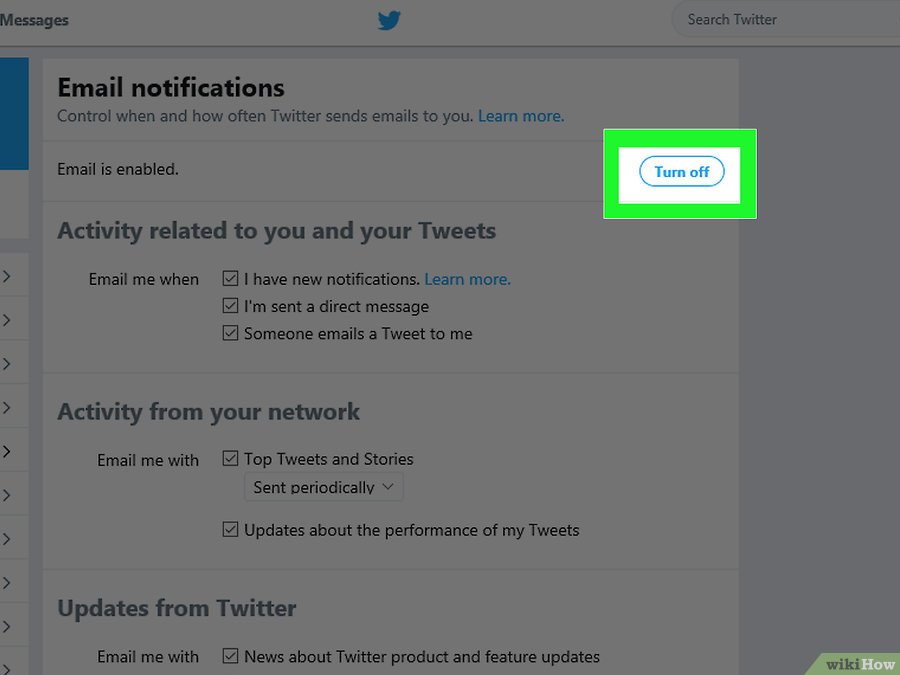 Messages
Search Twitter
Email notifications
Control when and how often Twitter sends emails to you. Learn more.
Email is enabled.
Turn off
Activity related to you and your Tweets
Email me when
I have new notifications. Learn more.
I'm sent a direct message
Someone emails a Tweet to me
Activity from your network
Email me with
Top Tweets and Stories
Sent periodically
Updates about the performance of my Tweets
Updates from Twitter
Email me with
News about Twitter product and feature updates
wikiHow